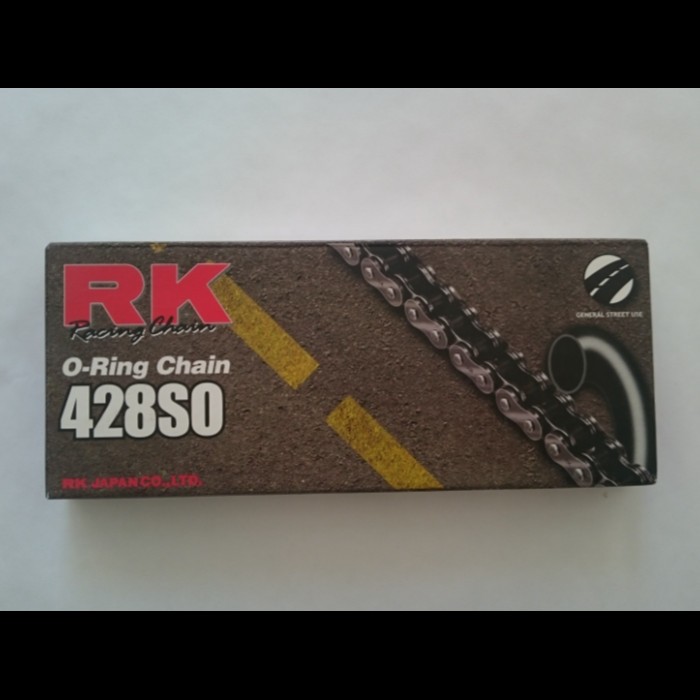 RK
Racing Chain
O-Ring Chain
428SO
RK JAPAN CO.,LTD.
GENERAL STREET USE